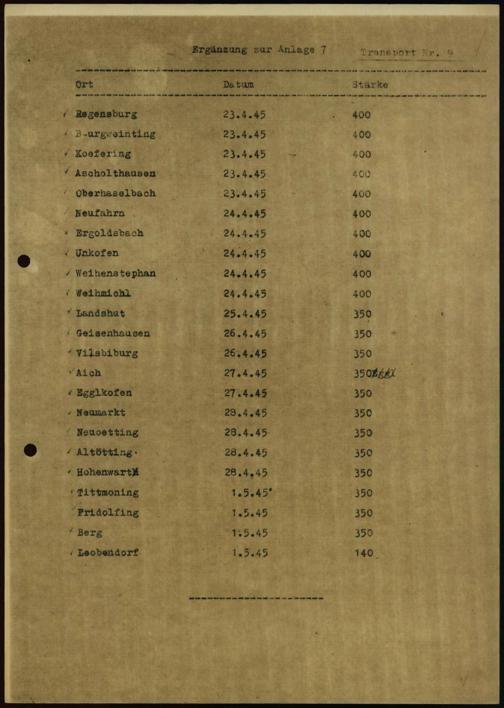 Ergänzung zur Anlage 7 Transport Nr. 9
Ort Datum Stärke
Regensburg 23.4.45 400
Burgweinting 23.4.45 400
Koefering 23.4.45 400
Ascholthausen 23.4.45 400
Oberhaselbach 23.4.45 400
Neufahrn 24.4.45 400
Ergoldsbach 24.4.45 400
Unkofen 24.4.45 400
Weihenstephan 24.4.45 400
Weihmichl 24.4.45 400
Landshut 25.4.45 350
Geisenhausen 26.4.45 350
Vilsbiburg 26.4.45 350
Aich 27.4.45 350
Egglkofen 27.4.45 350
Neumarkt 28.4.45 350
Neuoetting 28.4.45 350
Altötting 28.4.45 350
Hohenwart 28.4.45 350
Tittmoning 1.5.45 350
Fridolfing 1.5.45 350
Berg 1.5.45 350
Leobendorf 1.5.45 140